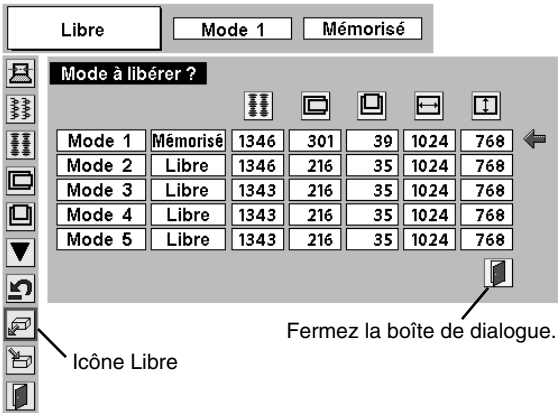 Libre Mode 1 Mémorisé
Mode à libérer ?
Mode 1 Mémorisé 1346 301 39 1024 768
Mode 2 Libre 1346 216 35 1024 768
Mode 3 Libre 1343 216 35 1024 768
Mode 4 Libre 1343 216 35 1024 768
Mode 5 Libre 1343 216 35 1024 768
Fermez la boîte de dialogue.
Icône Libre